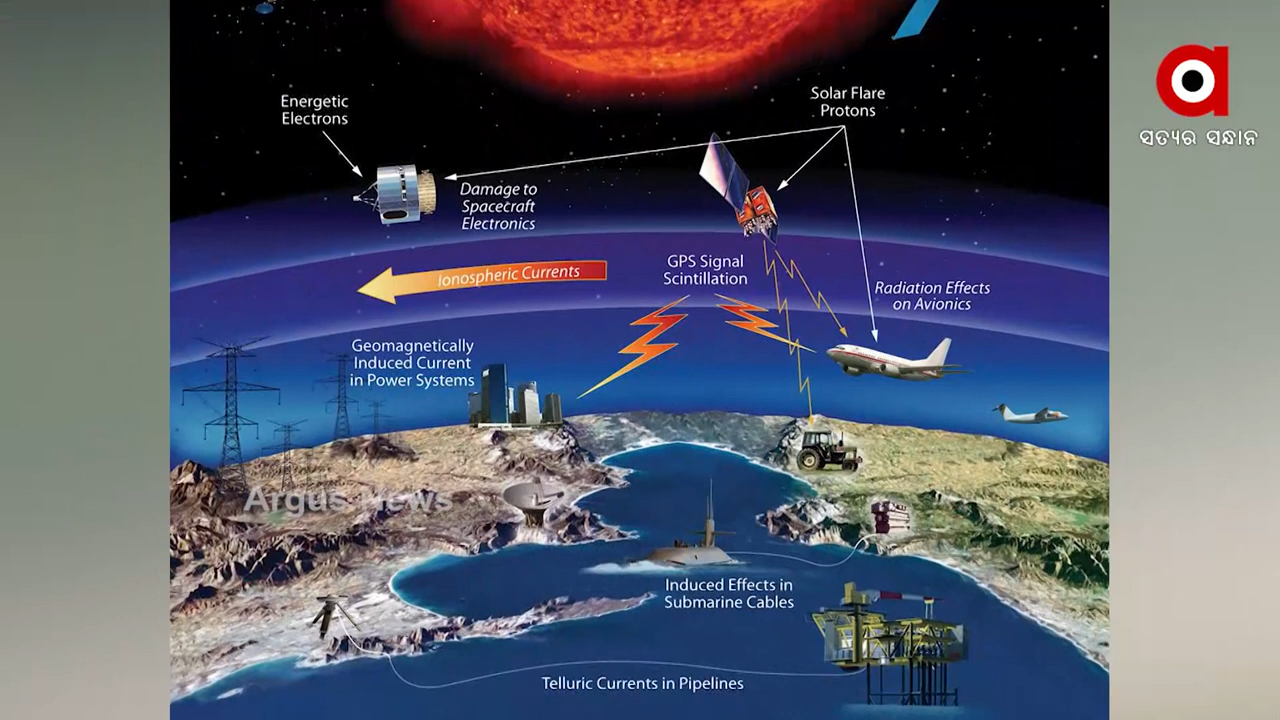 Energetic
Electrons
Solar Flare
Protons
ସତ୍ୟର ସନ୍ଧାନ
Damage to
Spacecraft
Electronics
GPS Signal
Scintillation
Ionospheric Currents
Radiation Effects
on Avionics
Geomagnetically
Induced Current
in Power Systems
Argus News
Induced Effects in
Submarine Cables
Telluric Currents in Pipelines